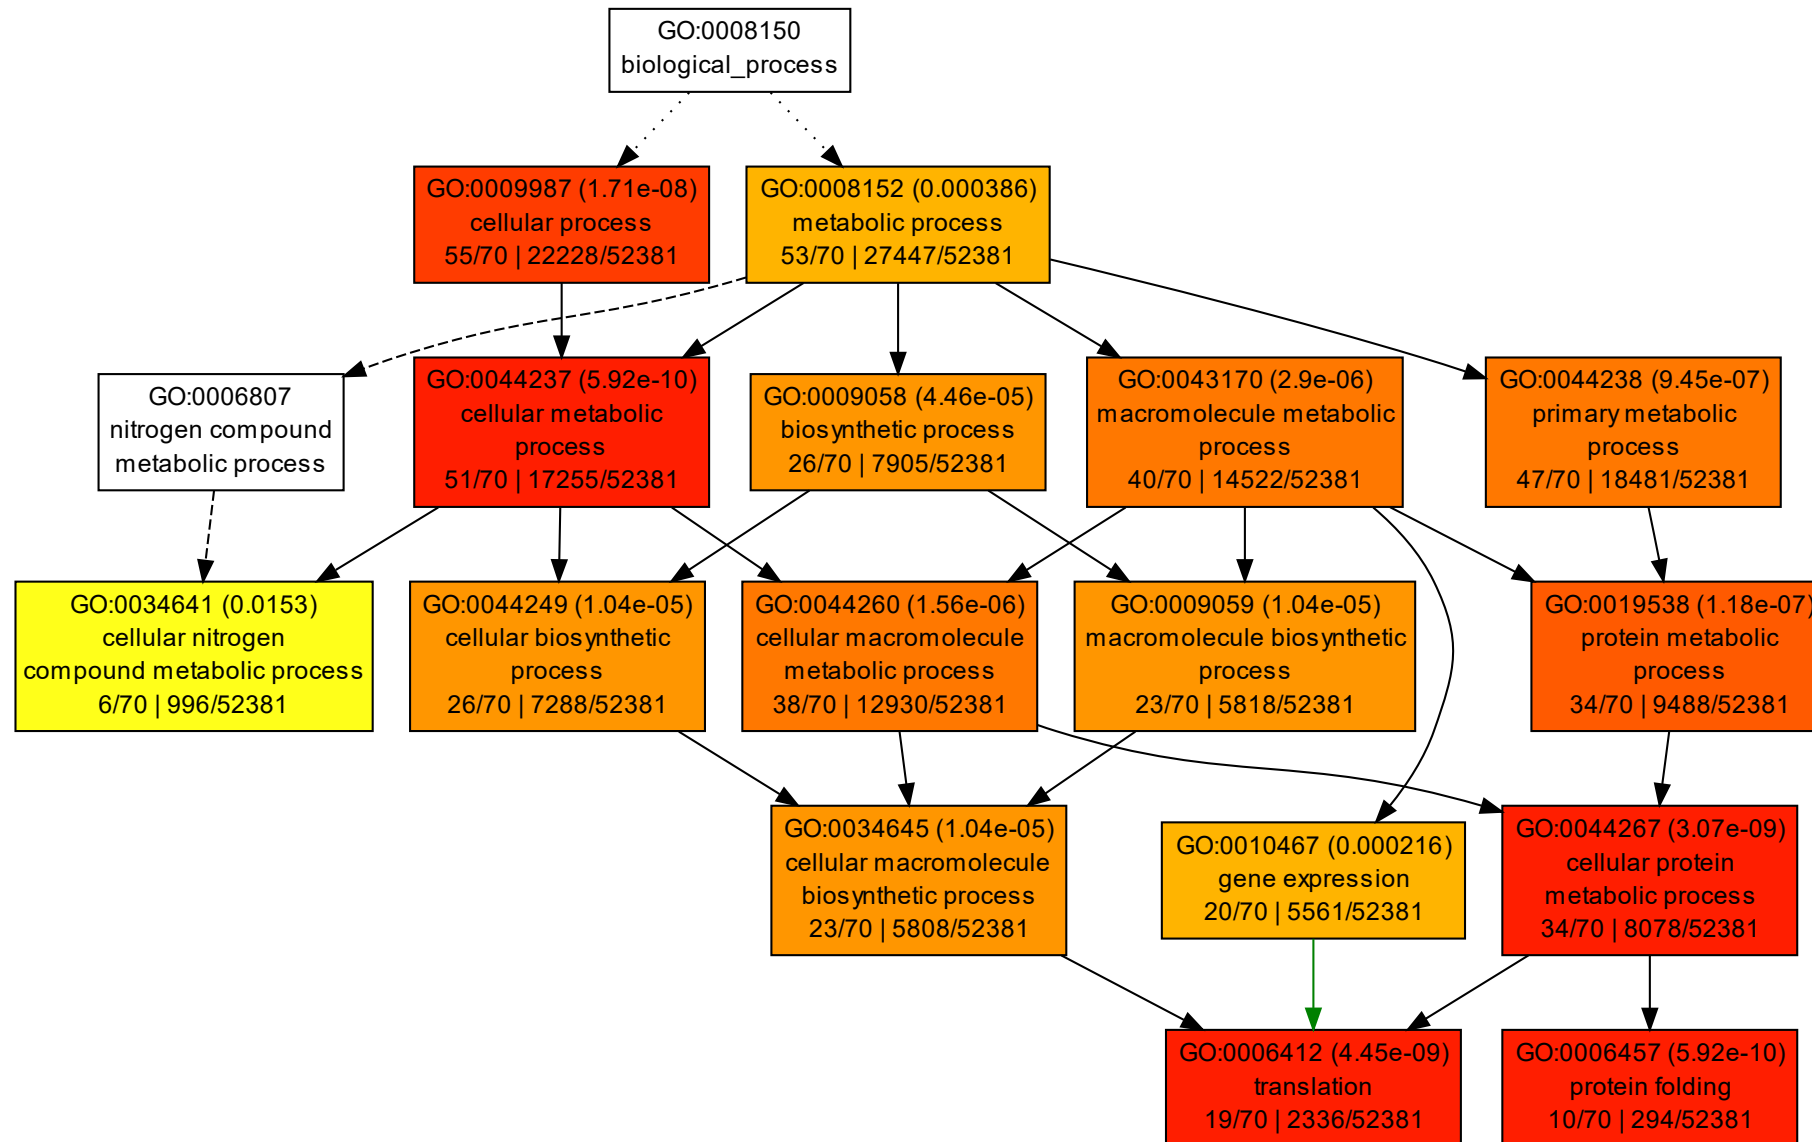 GO:0008150
biological_process
GO:0009987 (1.71e-08)
cellular process
55/70 | 22228/52381
GO:0008152 (0.000386)
metabolic process
53/70 | 27447/52381
GO:0006807
nitrogen compound
metabolic process
GO:0044237 (5.92e-10)
cellular metabolic
process
51/70 | 17255/52381
GO:0009058 (4.46e-05)
biosynthetic process
26/70 | 7905/52381
GO:0043170 (2.9e-06)
macromolecule metabolic
process
40/70 | 14522/52381
GO:0044238 (9.45e-07)
primary metabolic
process
47/70 | 18481/52381
GO:0034641 (0.0153)
cellular nitrogen
compound metabolic process
6/70 | 996/52381
GO:0044249 (1.04e-05)
cellular biosynthetic
process
26/70 | 7288/52381
GO:0044260 (1.56e-06)
cellular macromolecule
metabolic process
38/70 | 12930/52381
GO:0009059 (1.04e-05)
macromolecule biosynthetic
process
23/70 | 5818/52381
GO:0019538 (1.18e-07)
protein metabolic
process
34/70 | 9488/52381
GO:0034645 (1.04e-05)
cellular macromolecule
biosynthetic process
23/70 | 5808/52381
GO:0010467 (0.000216)
gene expression
20/70 | 5561/52381
GO:0044267 (3.07e-09)
cellular protein
metabolic process
34/70 | 8078/52381
GO:0006412 (4.45e-09)
translation
19/70 | 2336/52381
GO:0006457 (5.92e-10)
protein folding
10/70 | 294/52381